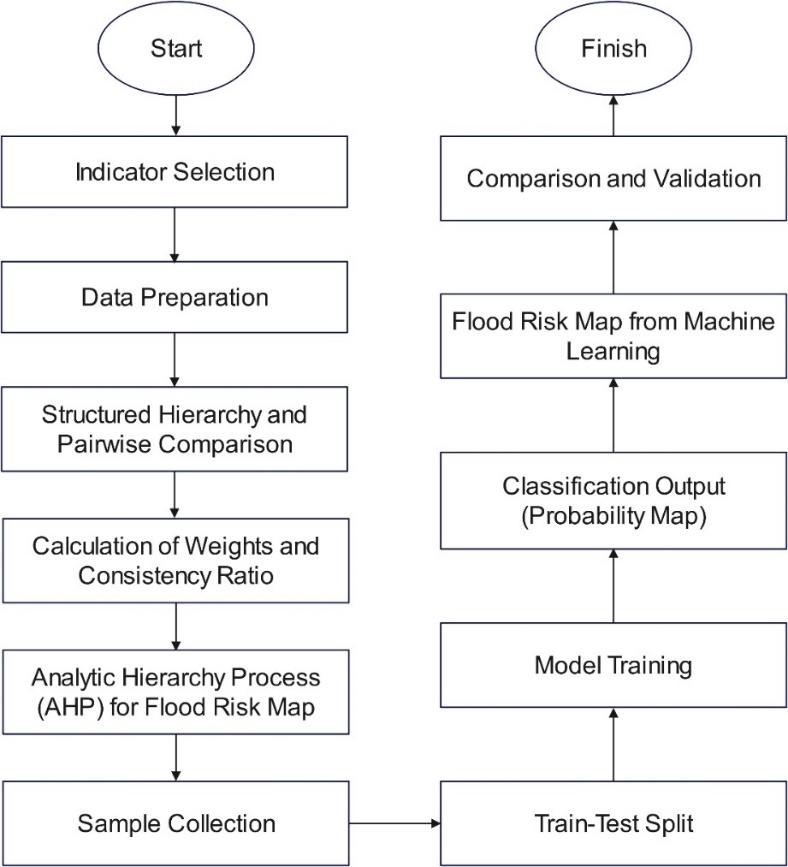 Start
Indicator Selection
Data Preparation
Structured Hierarchy and
Pairwise Comparison
Calculation of Weights and
Consistency Ratio
Analytic Hierarchy Process
(AHP) for Flood Risk Map
Sample Collection
Train-Test Split
Model Training
Classification Output
(Probability Map)
Flood Risk Map from Machine
Learning
Comparison and Validation
Finish